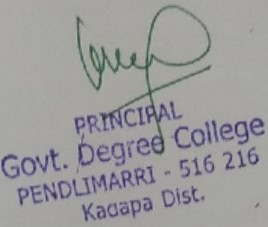 PRINCIPAL
Govt. Degree College
PENDLIMARRI - 516 216
Kadapa Dist.